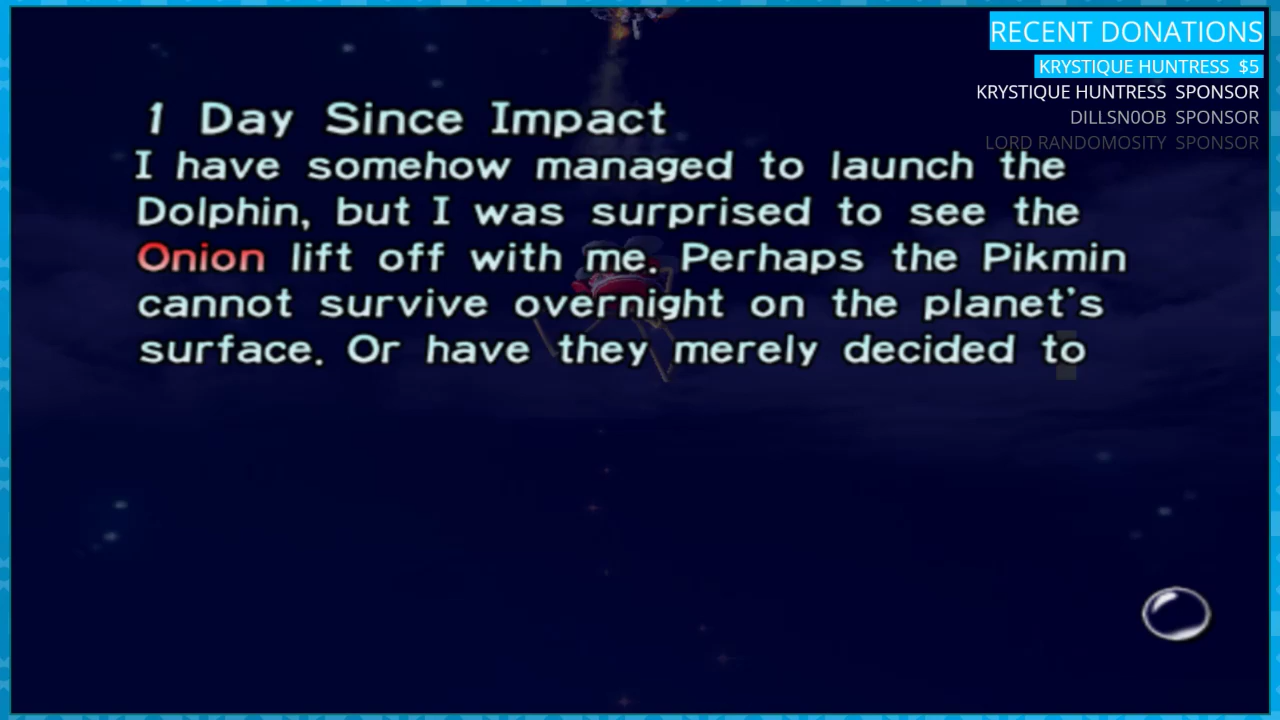 RECENT DONATIONS
KRYSTIQUE HUNTRESS $5
KRYSTIQUE HUNTRESS SPONSOR
DILLSN0OB SPONSOR
LORD RANDOMOSITY SPONSOR
1 Day Since Impact
I have somehow managed to launch the
Dolphin, but I was surprised to see the
Onion lift off with me. Perhaps the Pikmin
cannot survive overnight on the planet's
surface. Or have they merely decided to